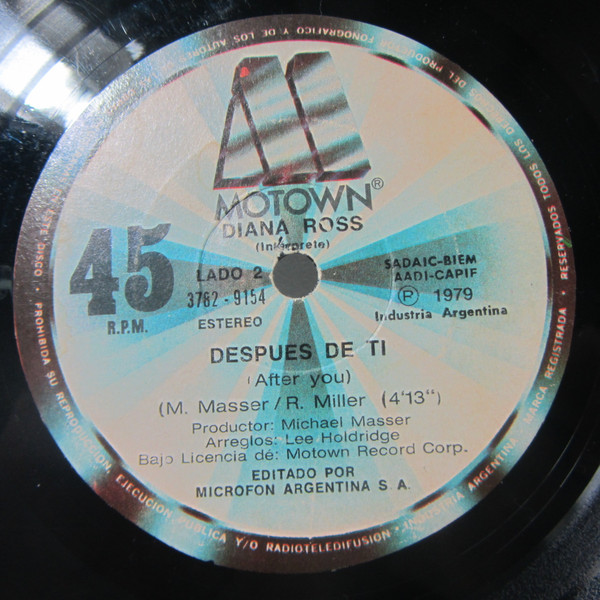 MOTOWN®
DIANA ROSS
(Intérprete)
45
R.P.M.
LADO 2
3762 - 9154
ESTEREO
SADAIC-BIEM
AADI-CAPIF
Ⓟ 1979
Industria Argentina
DESPUES DE TI
(After you)
(M. Masser / R. Miller (4'13")
Productor: Michael Masser
Arreglos: Lee Holdridge
Bajo Licencia dé: Motown Record Corp.
EDITADO POR
MICROFON ARGENTINA S A.
RESERVADOS TODOS LOS DEL PRODUCTOR FONOGRAFICO Y DE LOS AUTORES
ESTE DISCO · PROHIBIDA SU REPRODUCCION, EJECUCION PUBLICA Y/O RADIOTELEDIFUSION · INDUSTRIA ARGENTINA MARCA REGISTRADA ·